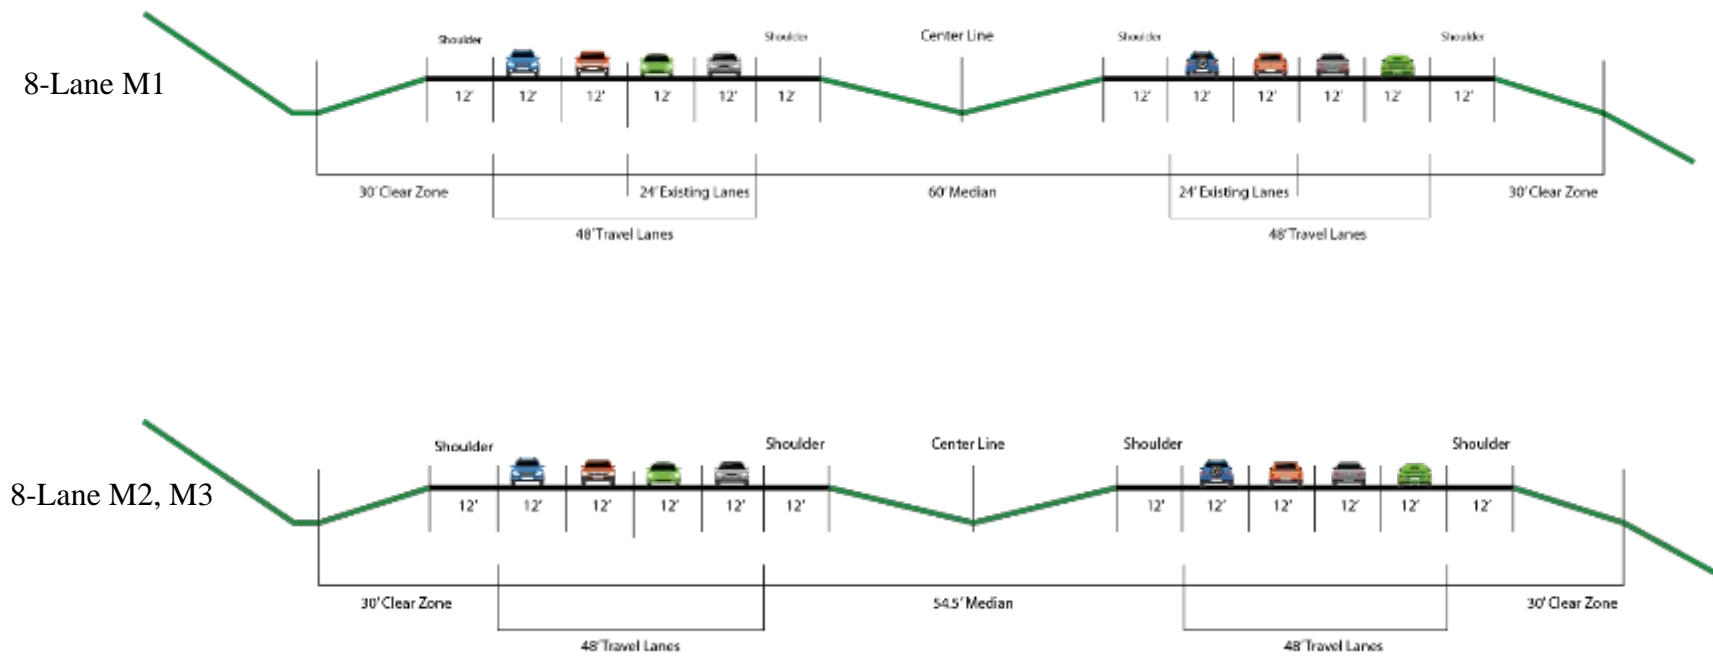 Shoulder Shoulder Center Line Shoulder Shoulder
8-Lane M1
12' 12' 12' 12' 12' 12' 12' 12' 12' 12' 12' 12'
30' Clear Zone 24' Existing Lanes 60' Median 24' Existing Lanes 30' Clear Zone
48' Travel Lanes 48' Travel Lanes
Shoulder Shoulder Center Line Shoulder Shoulder
8-Lane M2, M3
12' 12' 12' 12' 12' 12' 12' 12' 12' 12' 12' 12'
30' Clear Zone 54.5' Median 30' Clear Zone
48' Travel Lanes 48' Travel Lanes